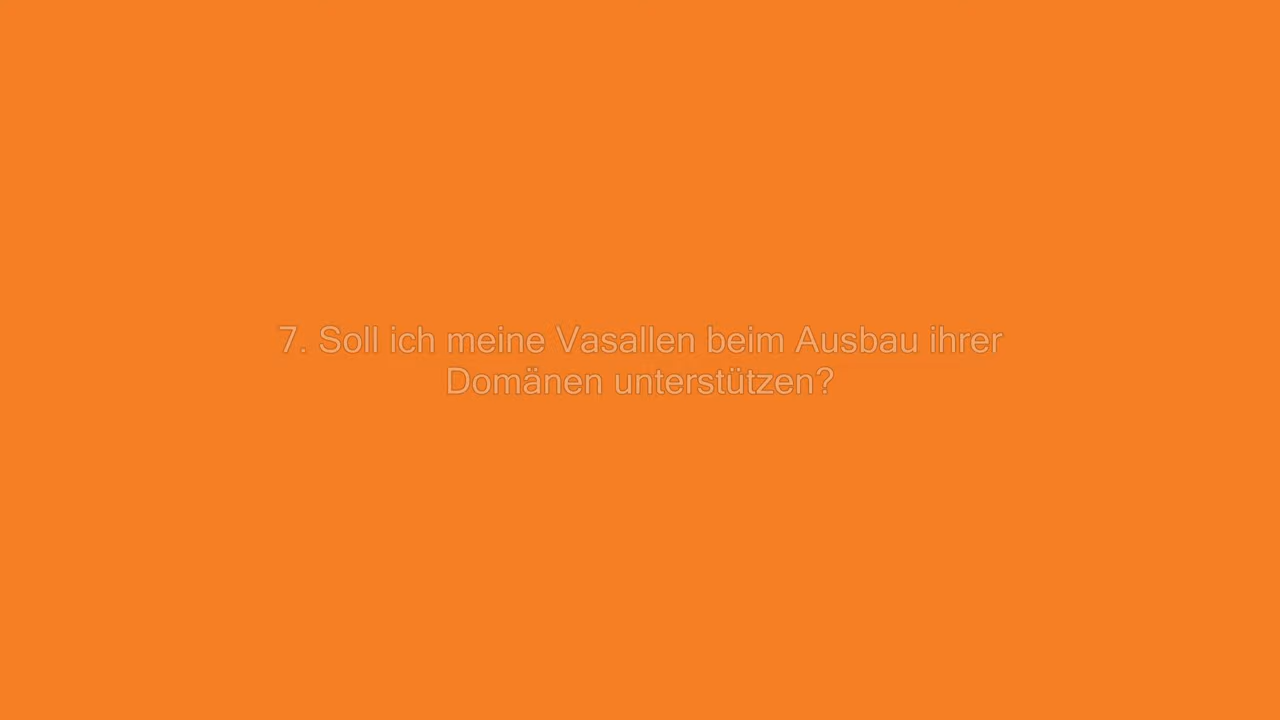 7. Soll ich meine Vasallen beim Ausbau ihrer
Domänen unterstützen?